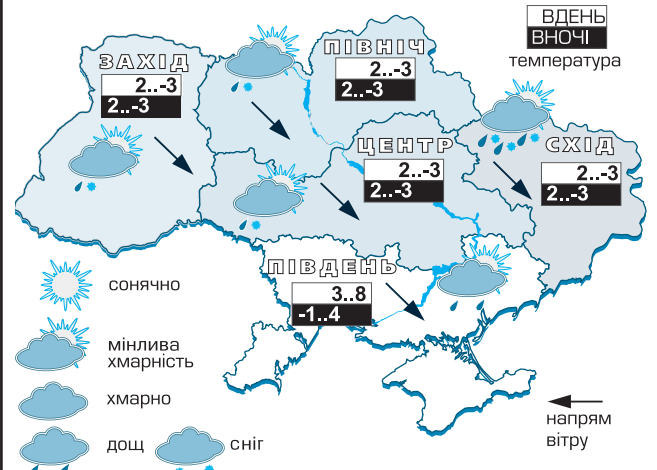 ВДЕНЬ
ВНОЧІ
температура
ЗАХІД
2..-3
2..-3
ПІВНІЧ
2..-3
2..-3
ЦЕНТР
2..-3
2..-3
СХІД
2..-3
2..-3
ПІВДЕНЬ
3..8
-1..4
сонячно
мінлива
хмарність
хмарно
дощ
сніг
напрям
вітру